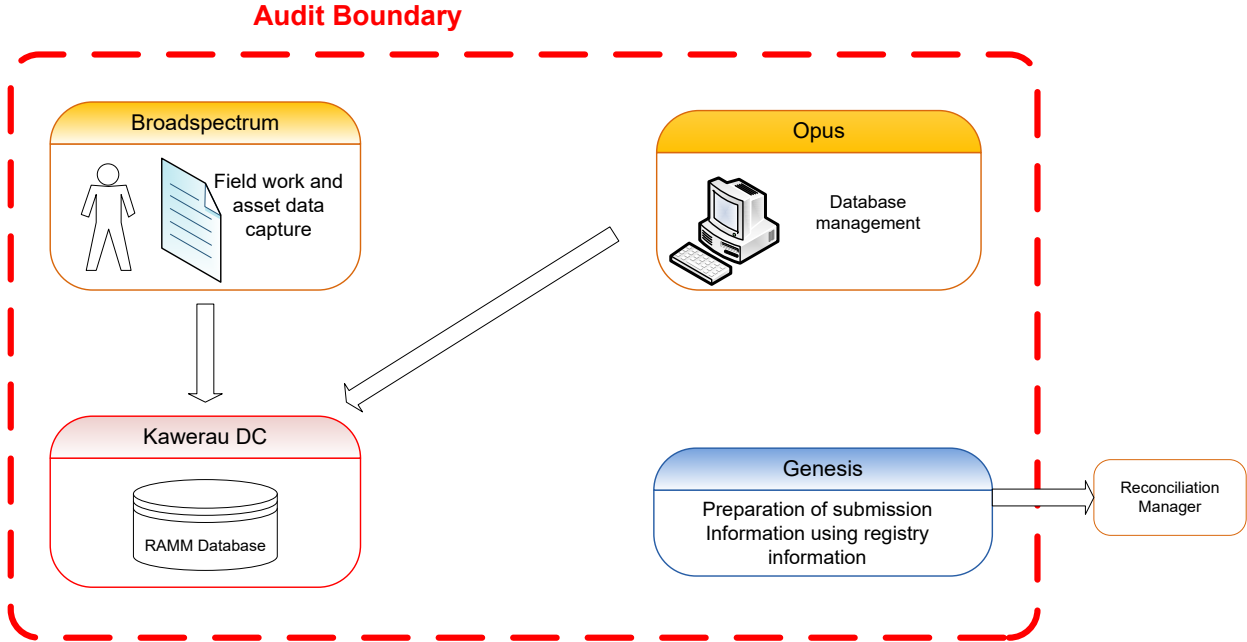 Audit Boundary
Broadspectrum
Field work and
asset data
capture
Opus
Database
management
Kawerau DC
RAMM Database
Genesis
Preparation of submission
Information using registry
information
Reconciliation
Manager